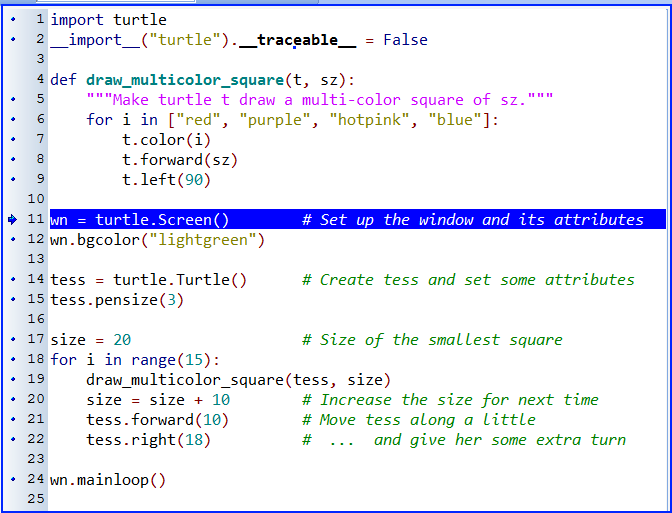 1 import turtle
2 __import__("turtle").__traceable__ = False
3
4 def draw_multicolor_square(t, sz):
5     """Make turtle t draw a multi-color square of sz."""
6     for i in ["red", "purple", "hotpink", "blue"]:
7         t.color(i)
8         t.forward(sz)
9         t.left(90)
10
11 wn = turtle.Screen()        # Set up the window and its attributes
12 wn.bgcolor("lightgreen")
13
14 tess = turtle.Turtle()      # Create tess and set some attributes
15 tess.pensize(3)
16
17 size = 20                   # Size of the smallest square
18 for i in range(15):
19     draw_multicolor_square(tess, size)
20     size = size + 10        # Increase the size for next time
21     tess.forward(10)        # Move tess along a little
22     tess.right(18)          #  ...  and give her some extra turn
23
24 wn.mainloop()
25